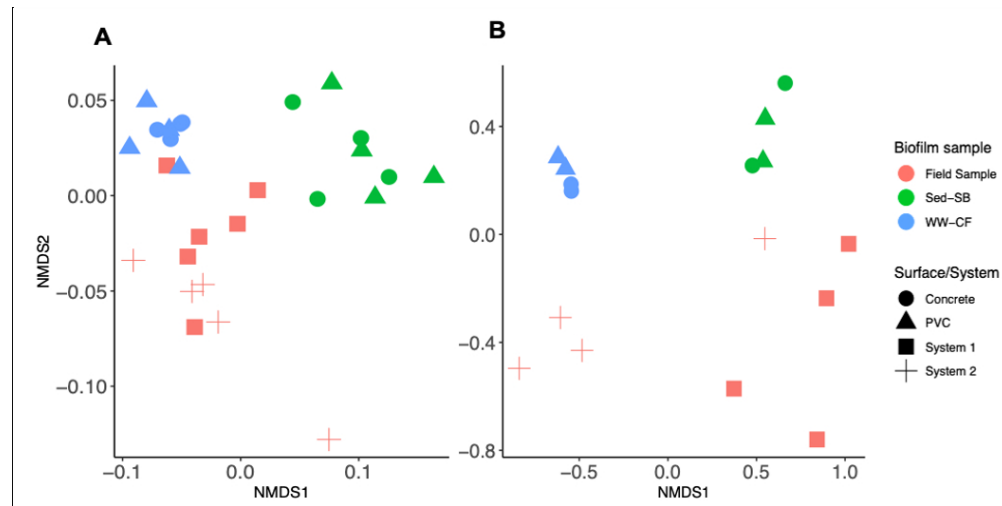 A
B
0.05
0.00
−0.05
−0.10
NMDS2
−0.1
0.0
0.1
NMDS1
0.4
0.0
−0.4
−0.8
−0.5
0.0
0.5
1.0
NMDS1
Biofilm sample
Field Sample
Sed−SB
WW−CF
Surface/System
Concrete
PVC
System 1
System 2